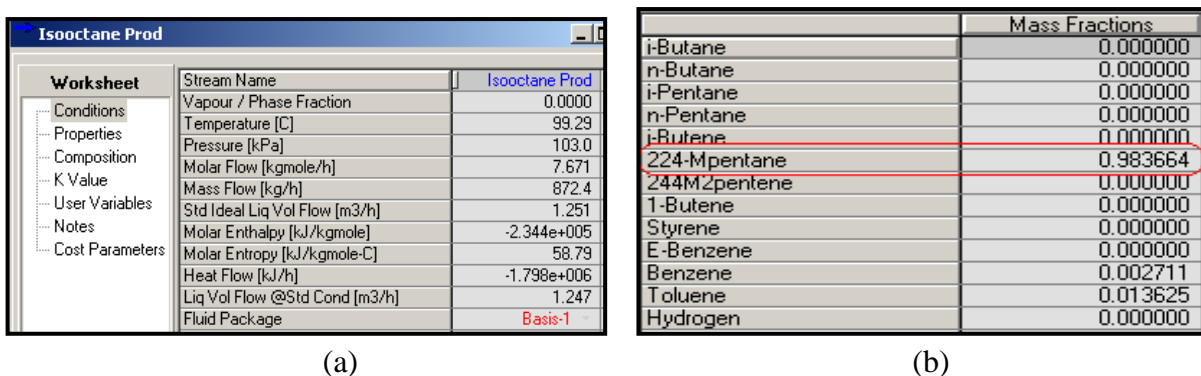 Isooctane Prod
Worksheet
Conditions
Properties
Composition
K Value
User Variables
Notes
Cost Parameters
Stream Name Isooctane Prod
Vapour / Phase Fraction 0.0000
Temperature [C] 99.29
Pressure [kPa] 103.0
Molar Flow [kgmole/h] 7.671
Mass Flow [kg/h] 872.4
Std Ideal Liq Vol Flow [m3/h] 1.251
Molar Enthalpy [kJ/kgmole] -2.344e+005
Molar Entropy [kJ/kgmole-C] 58.79
Heat Flow [kJ/h] -1.798e+006
Liq Vol Flow @Std Cond [m3/h] 1.247
Fluid Package Basis-1
(a)
Mass Fractions
i-Butane 0.000000
n-Butane 0.000000
i-Pentane 0.000000
n-Pentane 0.000000
i-Butene 0.000000
224-Mpentane 0.983664
244M2pentene 0.000000
1-Butene 0.000000
Styrene 0.000000
E-Benzene 0.000000
Benzene 0.002711
Toluene 0.013625
Hydrogen 0.000000
(b)